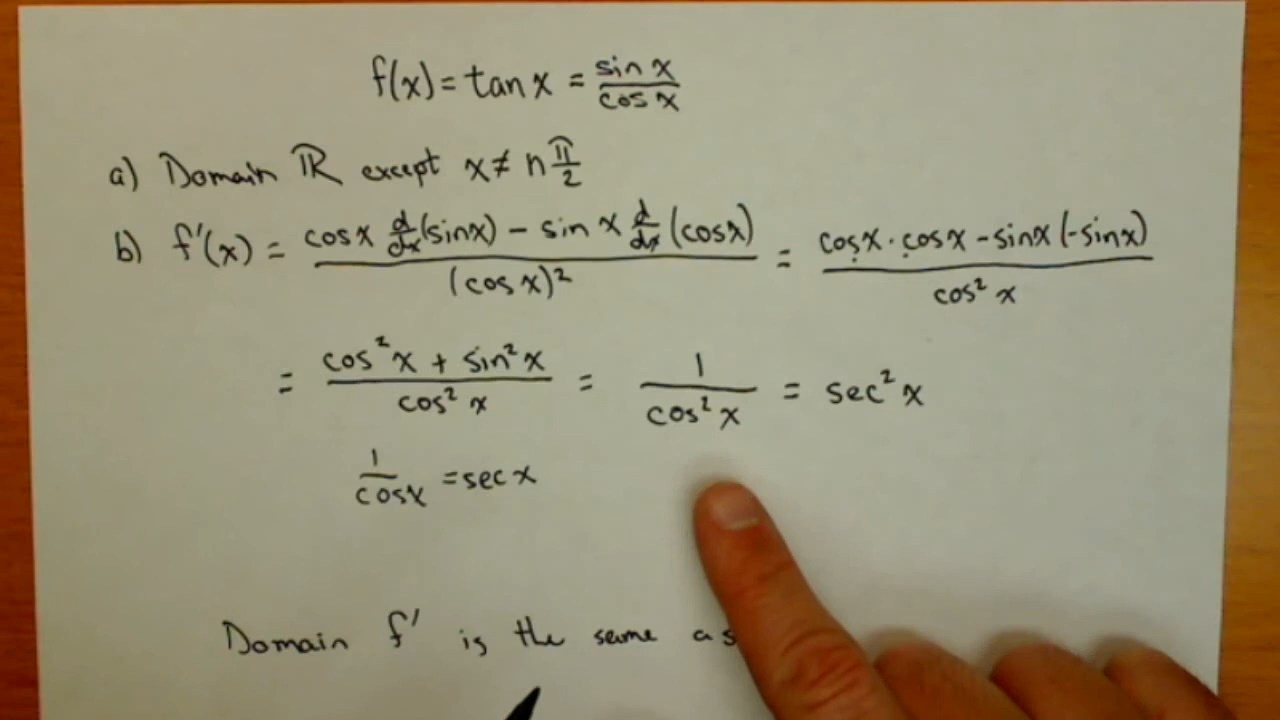 f(x) = tan x = sin x / cos x
a) Domain ℝ except x ≠ n π/2
b) f'(x) = (cos x d/dx (sin x) − sin x d/dx (cos x)) / (cos x)² = (cos x · cos x − sin x (−sin x)) / cos² x
= (cos² x + sin² x) / cos² x = 1 / cos² x = sec² x
1 / cos x = sec x
Domain f' is the same as